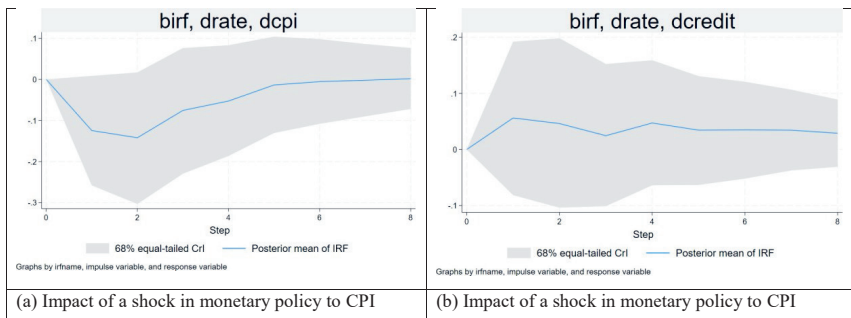 birf, drate, dcpi
.1
0
-.1
-.2
-.3
0 2 4 6 8
Step
68% equal-tailed CrI Posterior mean of IRF
Graphs by irfname, impulse variable, and response variable
(a) Impact of a shock in monetary policy to CPI
birf, drate, dcredit
.2
.1
0
-.1
0 2 4 6 8
Step
68% equal-tailed CrI Posterior mean of IRF
Graphs by irfname, impulse variable, and response variable
(b) Impact of a shock in monetary policy to CPI